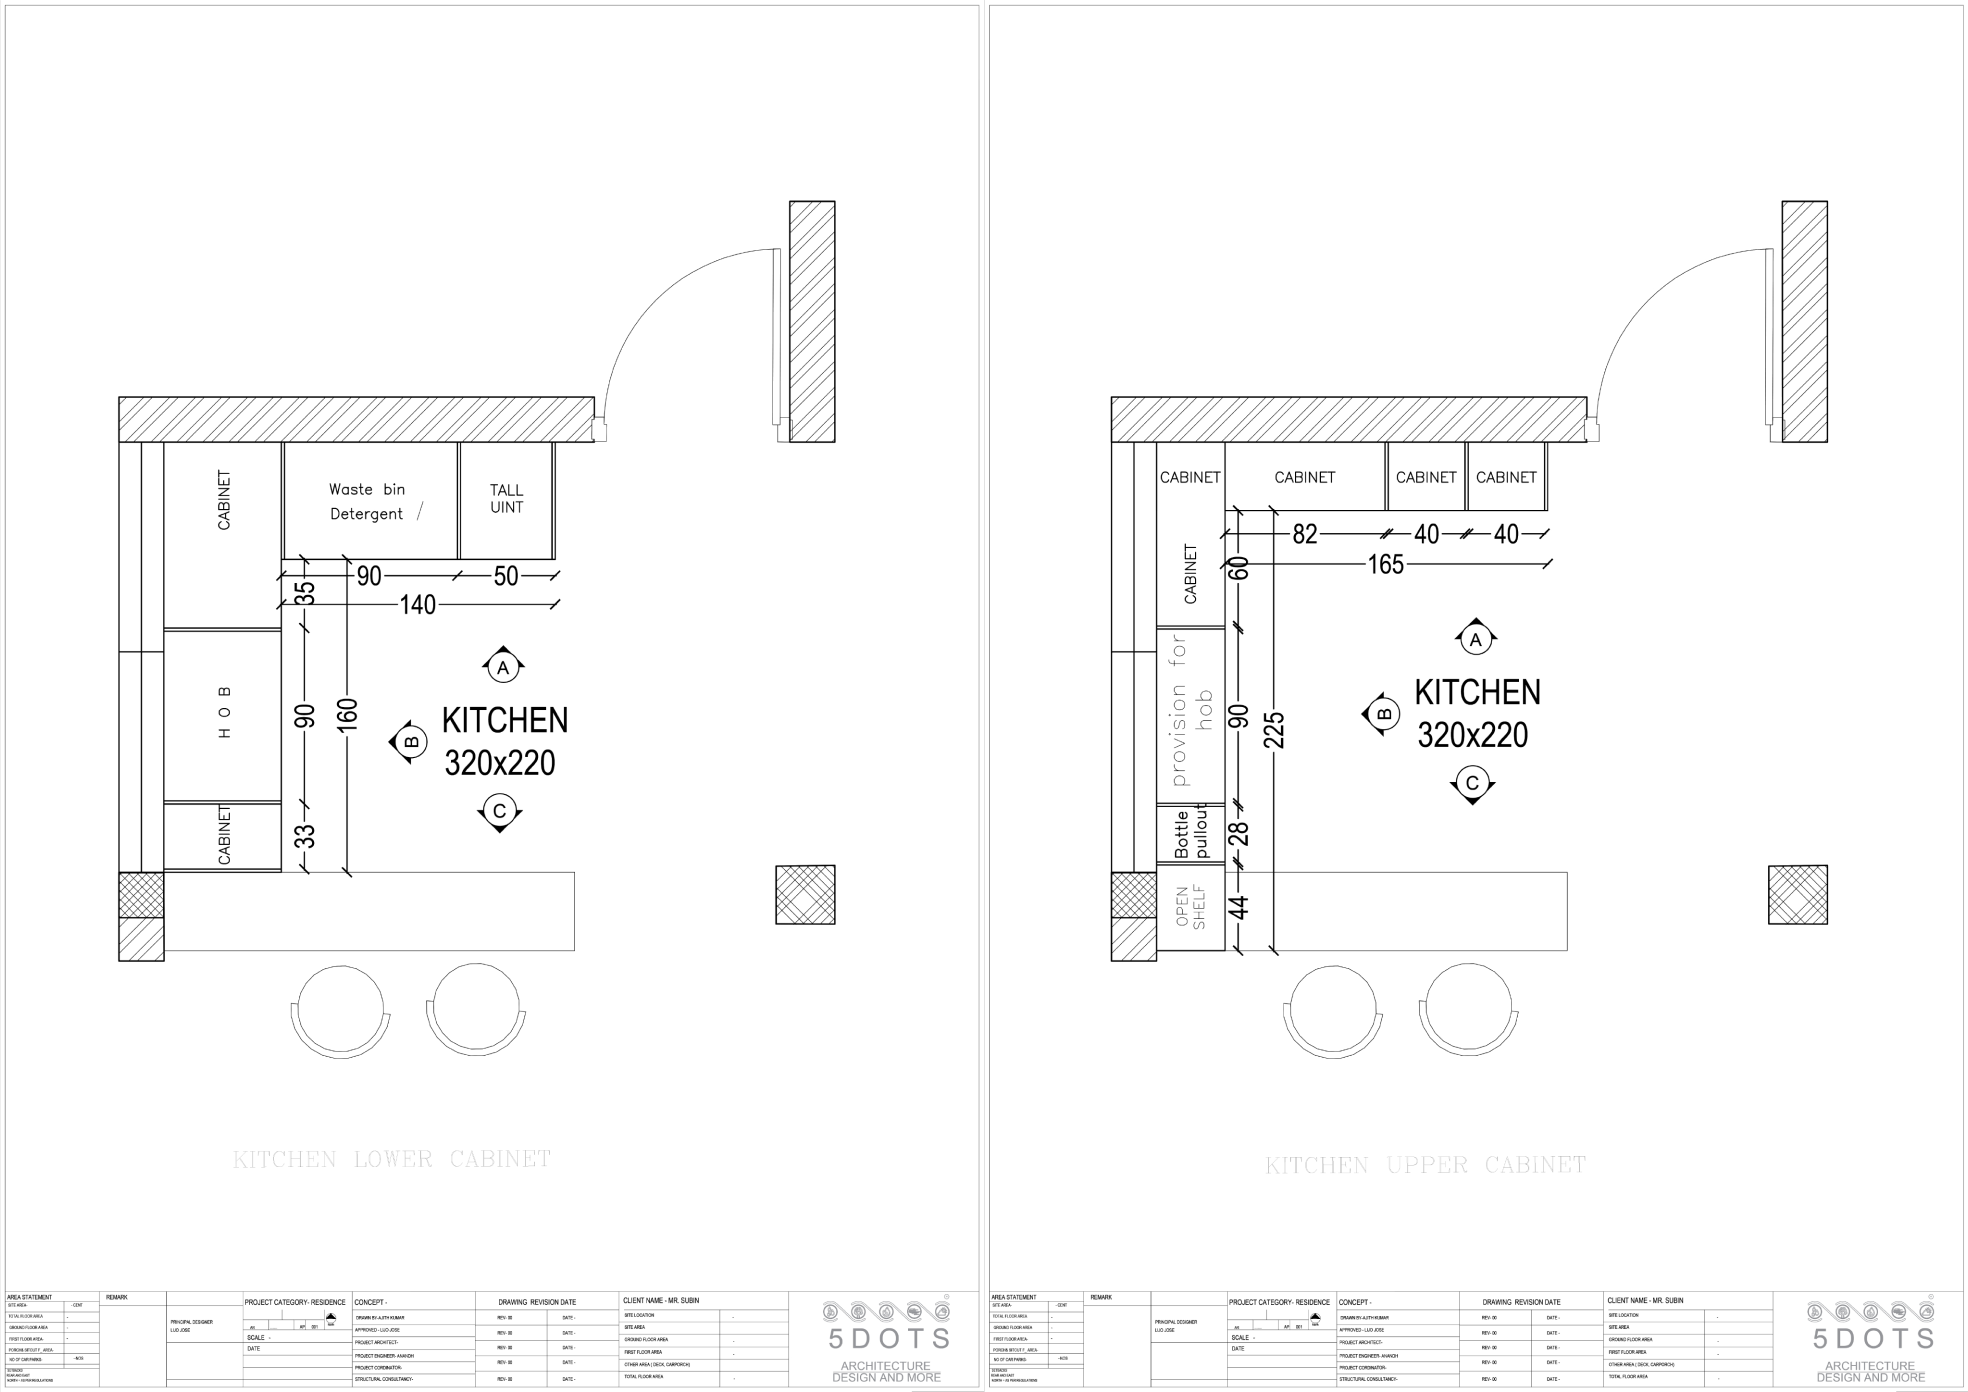 CABINET
Waste bin
Detergent /
TALL
UINT
90
50
140
35
90
160
33
H O B
CABINET
A
B
KITCHEN
320x220
C
KITCHEN LOWER CABINET
AREA STATEMENT
SITE AREA-
- CENT
TOTAL FLOOR AREA
-
GROUND FLOOR AREA
-
FIRST FLOOR AREA-
-
PORCH& SITOUT F_AREA-
NO OF CAR PARKS-
--NOS
REMARK
PRINCIPAL DESIGNER
LIJO JOSE
PROJECT CATEGORY- RESIDENCE
AR
AP
001
SCALE -
DATE
CONCEPT -
DRAWN BY-AJITH KUMAR
APPROVED - LIJO JOSE
PROJECT ARCHITECT-
PROJECT ENGINEER- ANANDH
PROJECT CORDINATOR-
STRUCTURAL CONSULTANCY-
DRAWING REVISION DATE
REV- 00 DATE -
REV- 00 DATE -
REV- 00 DATE -
REV- 00 DATE -
REV- 00 DATE -
CLIENT NAME - MR. SUBIN
SITE LOCATION
-
SITE AREA
GROUND FLOOR AREA
-
FIRST FLOOR AREA
-
OTHER AREA ( DECK, CARPORCH)
TOTAL FLOOR AREA
-
5DOTS
ARCHITECTURE
DESIGN AND MORE
CABINET
CABINET
CABINET
CABINET
82
40
40
165
CABINET
60
provision for
hob
90
225
Bottle
pullout
28
OPEN
SHELF
44
A
B
KITCHEN
320x220
C
KITCHEN UPPER CABINET
AREA STATEMENT
SITE AREA-
- CENT
TOTAL FLOOR AREA
-
GROUND FLOOR AREA
-
FIRST FLOOR AREA-
-
PORCH& SITOUT F_AREA-
NO OF CAR PARKS-
--NOS
REMARK
PRINCIPAL DESIGNER
LIJO JOSE
PROJECT CATEGORY- RESIDENCE
AR
AP
001
SCALE -
DATE
CONCEPT -
DRAWN BY-AJITH KUMAR
APPROVED - LIJO JOSE
PROJECT ARCHITECT-
PROJECT ENGINEER- ANANDH
PROJECT CORDINATOR-
STRUCTURAL CONSULTANCY-
DRAWING REVISION DATE
REV- 00 DATE -
REV- 00 DATE -
REV- 00 DATE -
REV- 00 DATE -
REV- 00 DATE -
CLIENT NAME - MR. SUBIN
SITE LOCATION
-
SITE AREA
GROUND FLOOR AREA
-
FIRST FLOOR AREA
-
OTHER AREA ( DECK, CARPORCH)
TOTAL FLOOR AREA
-
5DOTS
ARCHITECTURE
DESIGN AND MORE